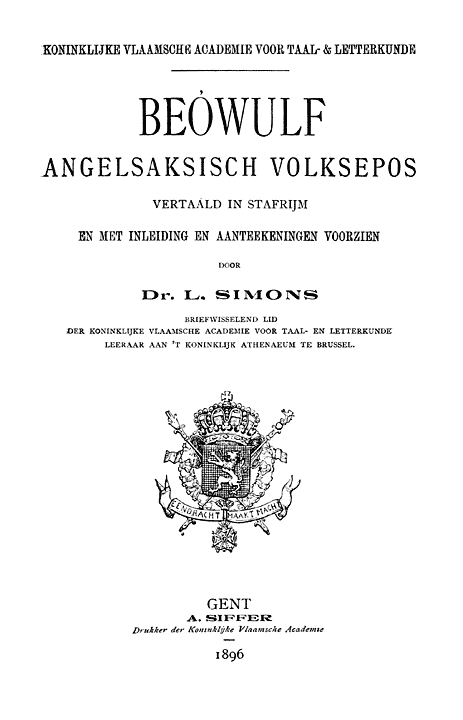 KONINKLIJKE VLAAMSCHE ACADEMIE VOOR TAAL- & LETTERKUNDE
BEÓWULF
ANGELSAKSISCH VOLKSEPOS
VERTAALD IN STAFRIJM
EN MET INLEIDING EN AANTEEKENINGEN VOORZIEN
DOOR
Dr. L. SIMONS
BRIEFWISSELEND LID
DER KONINKLIJKE VLAAMSCHE ACADEMIE VOOR TAAL- EN LETTERKUNDE
LEERAAR AAN 'T KONINKLIJK ATHENAEUM TE BRUSSEL.
EENDRACHT MAAKT MACHT
GENT
A. SIFFER
Drukker der Koninklijke Vlaamsche Academie
1896